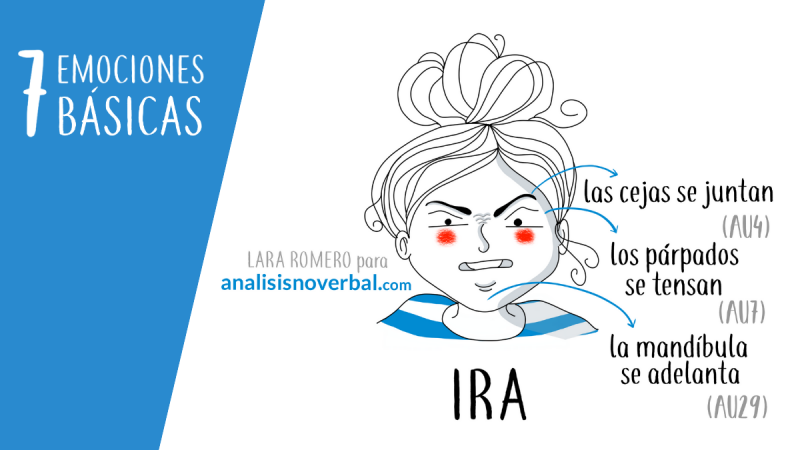 7 EMOCIONES
BÁSICAS
las cejas se juntan
(AU4)
los párpados
se tensan
(AU7)
la mandíbula
se adelanta
(AU29)
LARA ROMERO para
analisisnoverbal.com
IRA